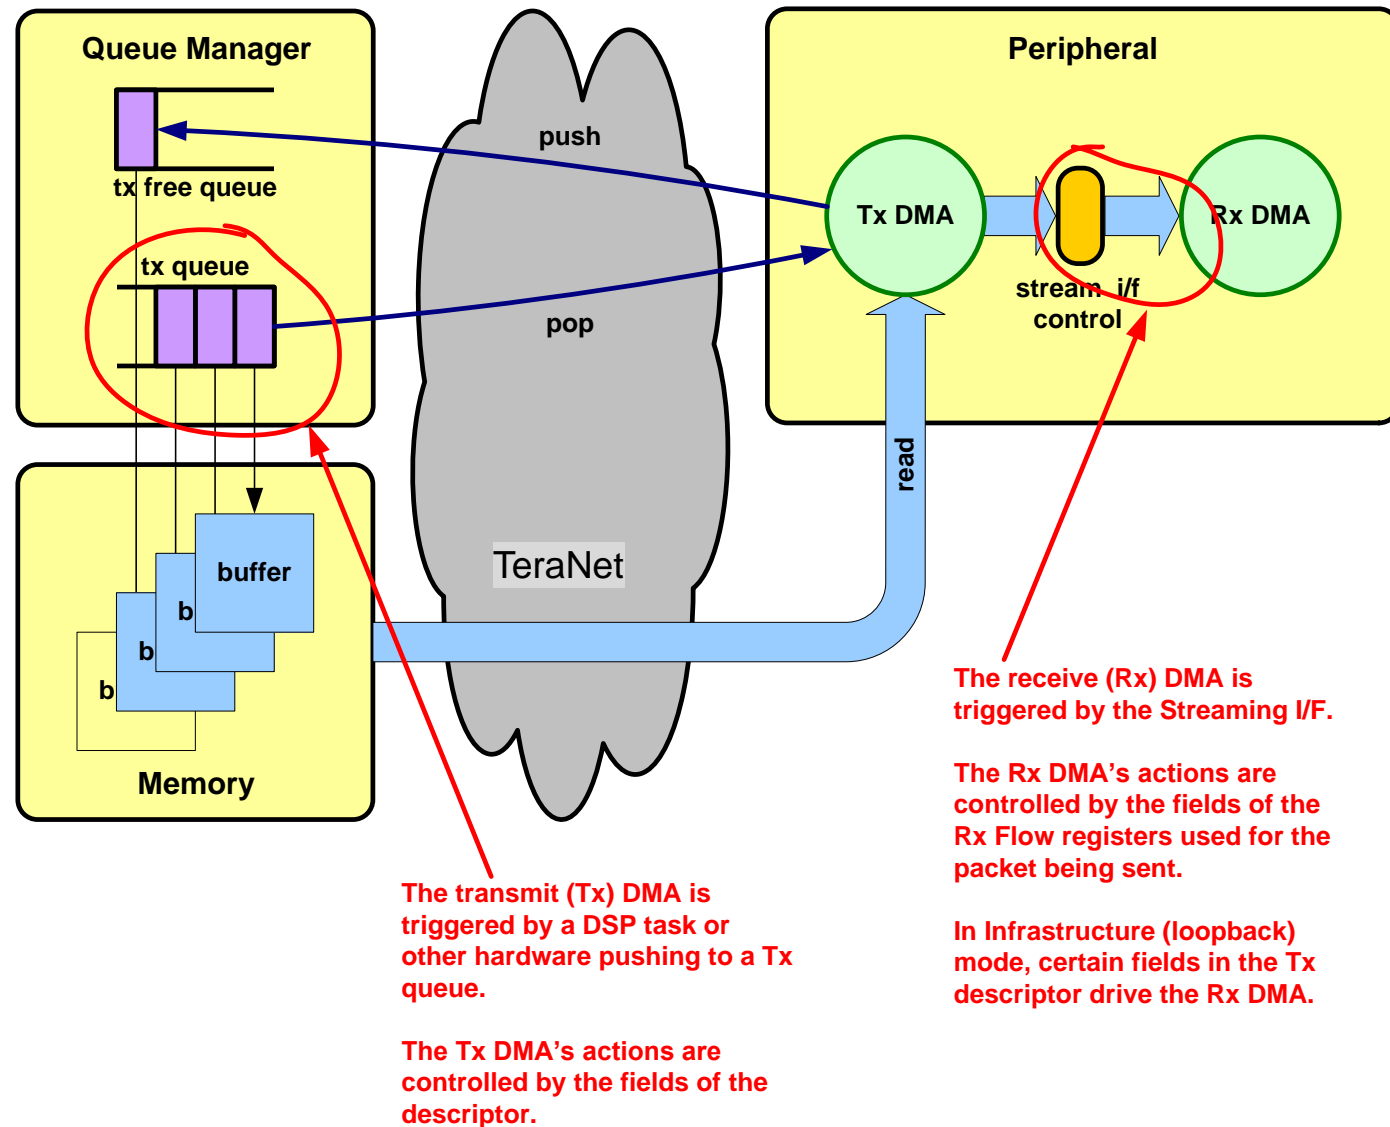 Queue Manager
tx free queue
tx queue
push
pop
TeraNet
Peripheral
Tx DMA
Rx DMA
stream i/f
control
read
buffer
b
b
b
Memory
The transmit (Tx) DMA is
triggered by a DSP task or
other hardware pushing to a Tx
queue.
The Tx DMA’s actions are
controlled by the fields of the
descriptor.
The receive (Rx) DMA is
triggered by the Streaming I/F.
The Rx DMA’s actions are
controlled by the fields of the
Rx Flow registers used for the
packet being sent.
In Infrastructure (loopback)
mode, certain fields in the Tx
descriptor drive the Rx DMA.